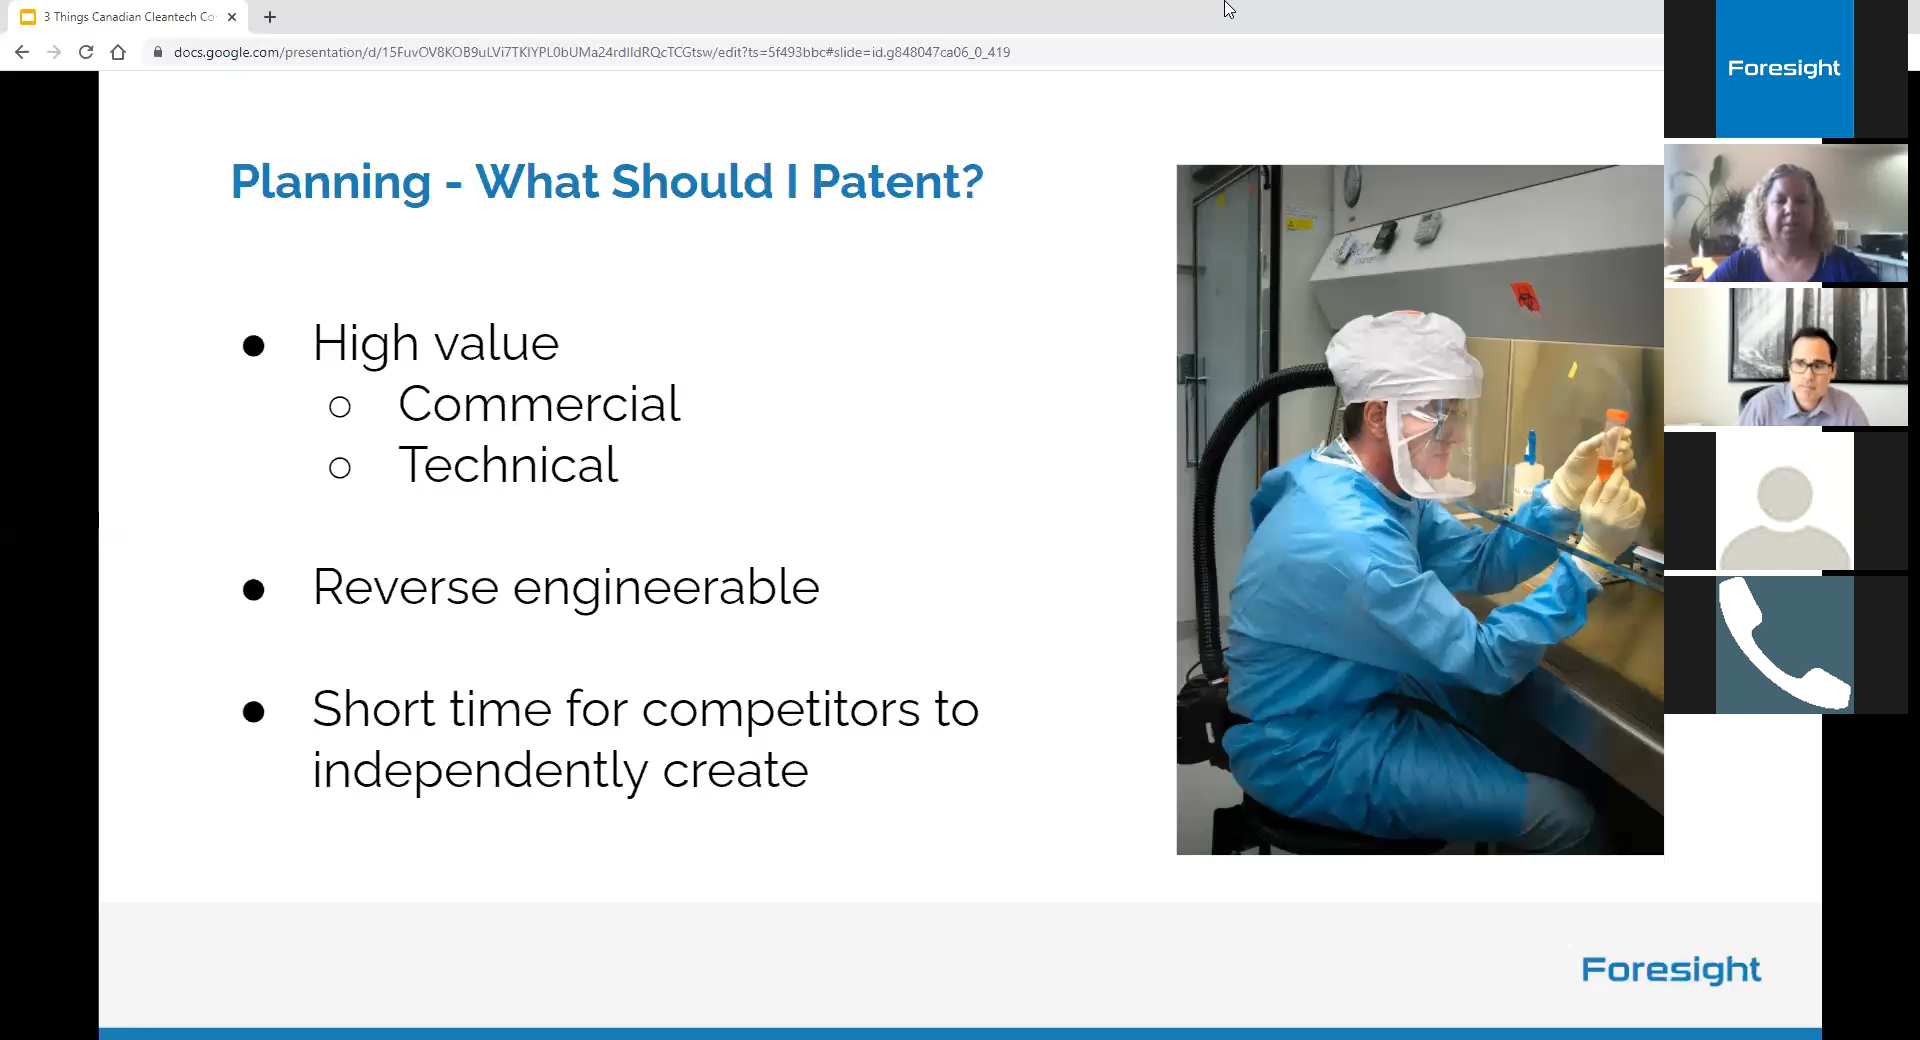 3 Things Canadian Cleantech Co
docs.google.com/presentation/d/15FuvOV8KOB9uLVi7TKIYPL0bUMa24rdIldRQcTCGtsw/edit?ts=5f493bbc#slide=id.g848047ca06_0_419
Foresight
Planning - What Should I Patent?
High value
Commercial
Technical
Reverse engineerable
Short time for competitors to
independently create
Foresight